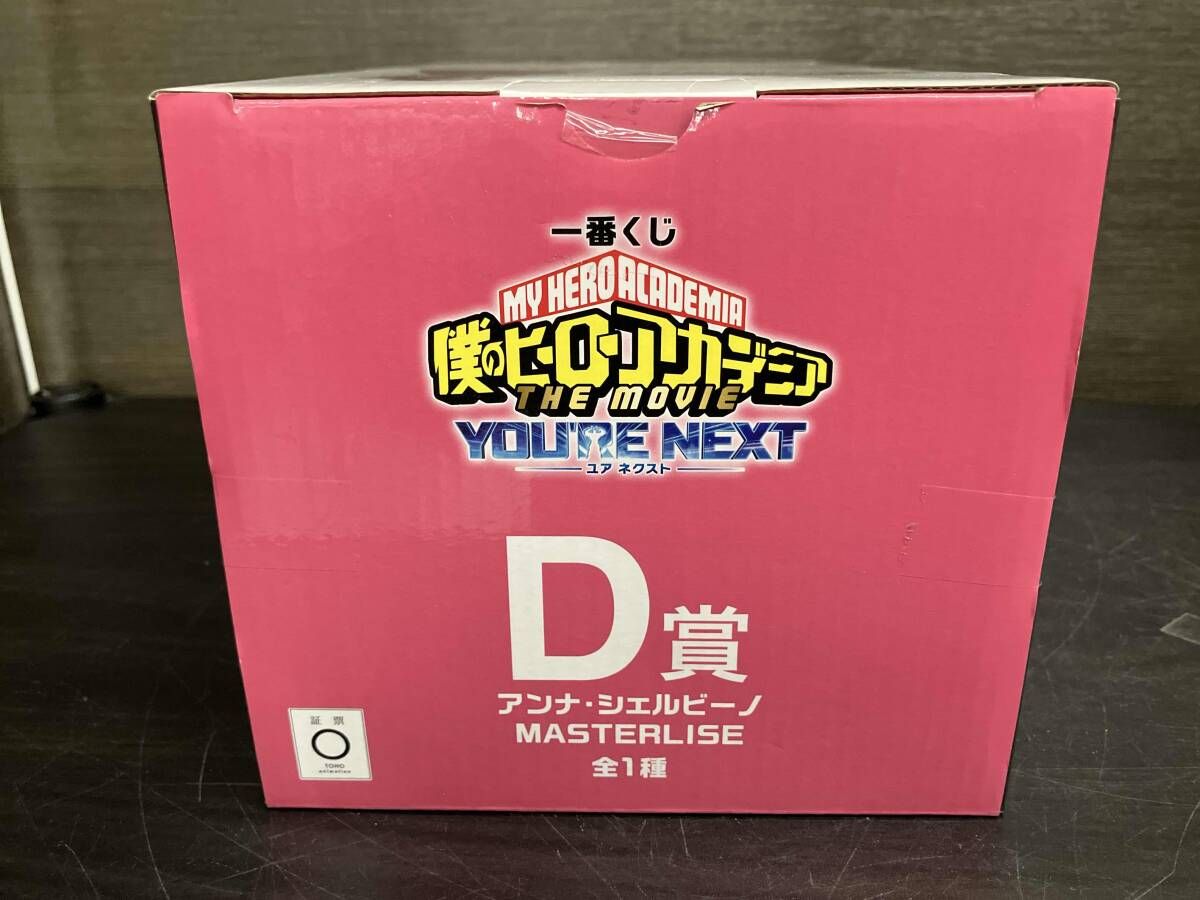 一番くじ
MY HERO ACADEMIA
僕のヒーローアカデミア
THE MOVIE
YOU'RE NEXT
ユア ネクスト
D賞
アンナ・シェルビーノ
MASTERLISE
全1種
証票
TOHO
animation